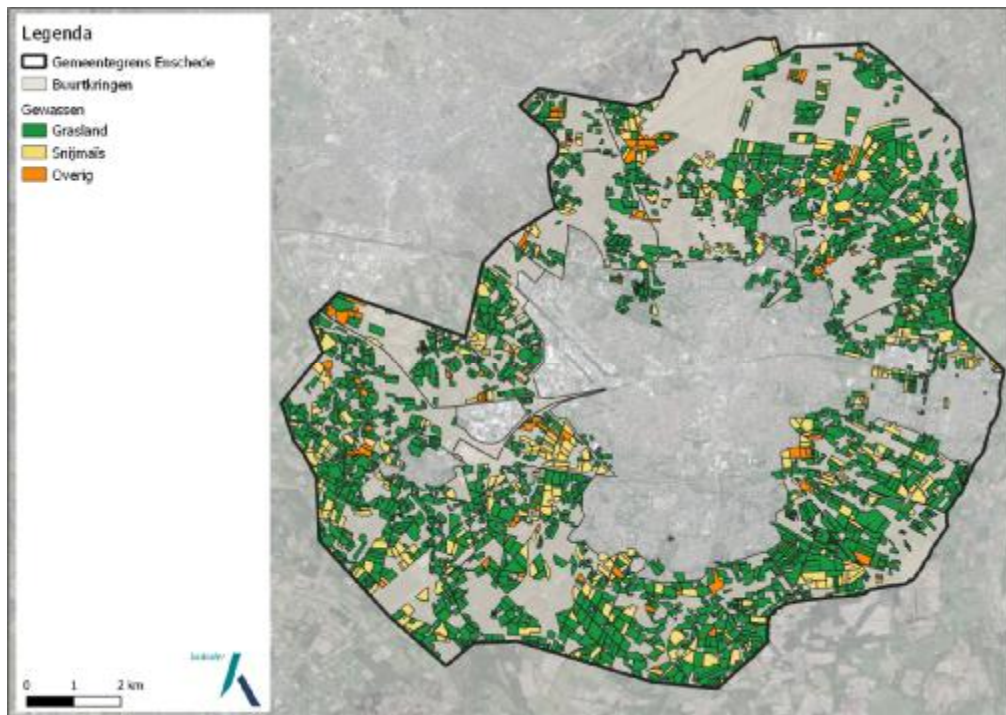 Legenda
Gemeentegrens Enschede
Buurtkringen
Gewassen
Grasland
Snijmaïs
Overig
0 1 2 km